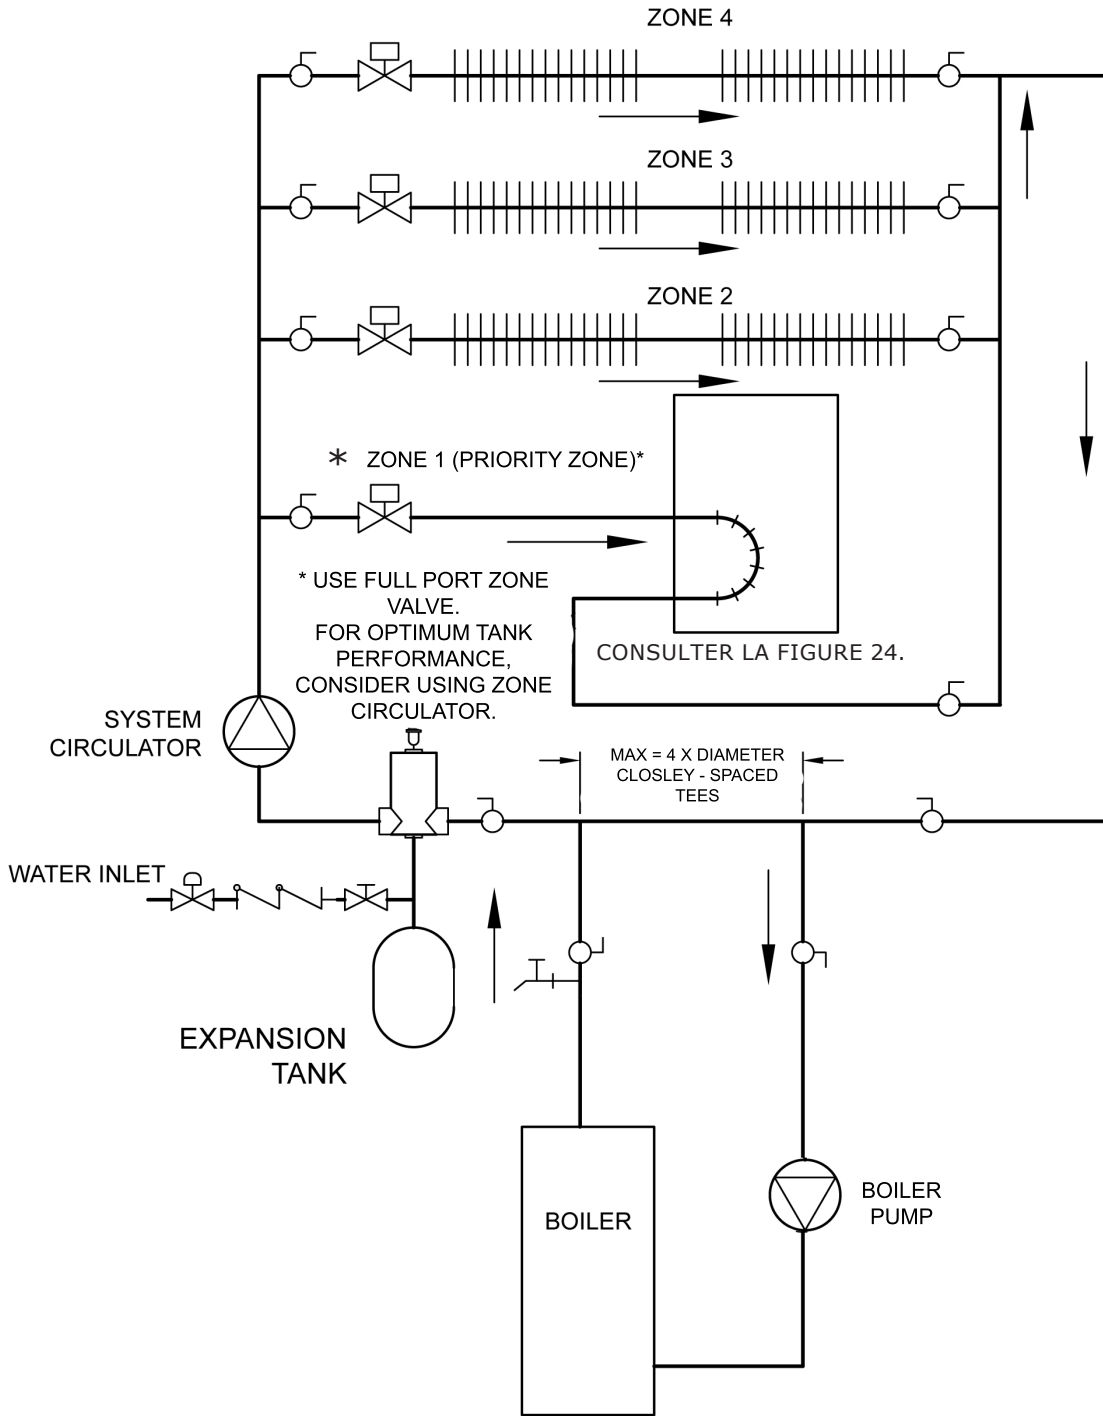 ZONE 4
ZONE 3
ZONE 2
* ZONE 1 (PRIORITY ZONE)*
* USE FULL PORT ZONE
VALVE.
FOR OPTIMUM TANK
PERFORMANCE,
CONSIDER USING ZONE
CIRCULATOR.
CONSULTER LA FIGURE 24.
SYSTEM
CIRCULATOR
MAX = 4 X DIAMETER
CLOSLEY - SPACED
TEES
WATER INLET
EXPANSION
TANK
BOILER
BOILER
PUMP